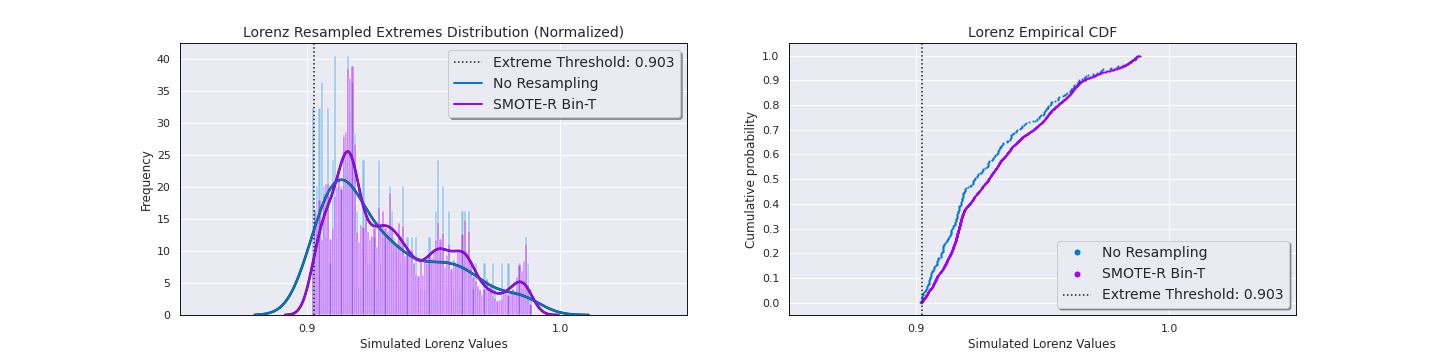 Lorenz Resampled Extremes Distribution (Normalized)
Frequency
40
35
30
25
20
15
10
5
0
0.9
1.0
Simulated Lorenz Values
Extreme Threshold: 0.903
No Resampling
SMOTE-R Bin-T
Lorenz Empirical CDF
Cumulative probability
1.0
0.9
0.8
0.7
0.6
0.5
0.4
0.3
0.2
0.1
0.0
0.9
1.0
Simulated Lorenz Values
No Resampling
SMOTE-R Bin-T
Extreme Threshold: 0.903